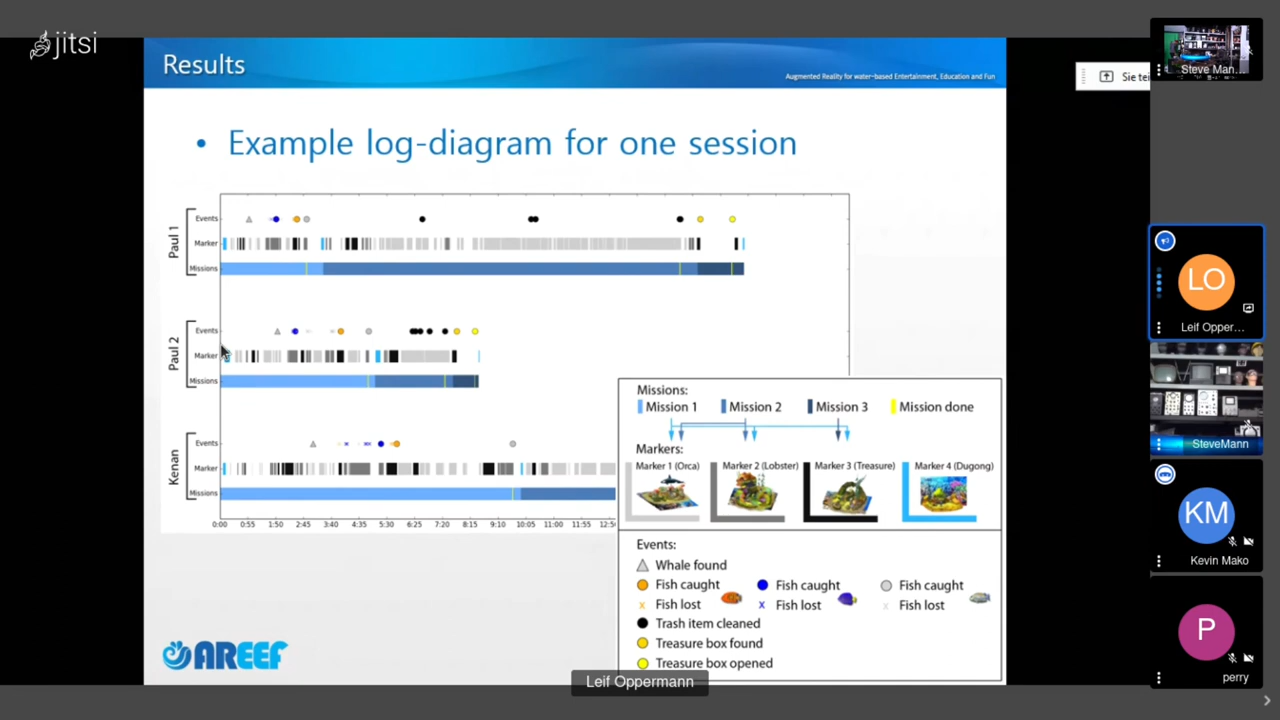 jitsi
Results
Augmented Reality for water-based Entertainment, Education and Fun
• Example log-diagram for one session
Paul 1
Events
Marker
Missions
Paul 2
Events
Marker
Missions
Kenan
Events
Marker
Missions
0:00 0:55 1:50 2:45 3:40 4:35 5:30 6:25 7:20 8:15 9:10 10:05 11:00 11:55 12:5
Missions:
Mission 1 Mission 2 Mission 3 Mission done
Markers:
Marker 1 (Orca) Marker 2 (Lobster) Marker 3 (Treasure) Marker 4 (Dugong)
Events:
Whale found
Fish caught Fish caught Fish caught
x Fish lost x Fish lost x Fish lost
Trash item cleaned
Treasure box found
Treasure box opened
AREEF
Leif Oppermann
Sie tei
Steve Man...
LO
Leif Opper...
SteveMann
KM
Kevin Mako
P
perry